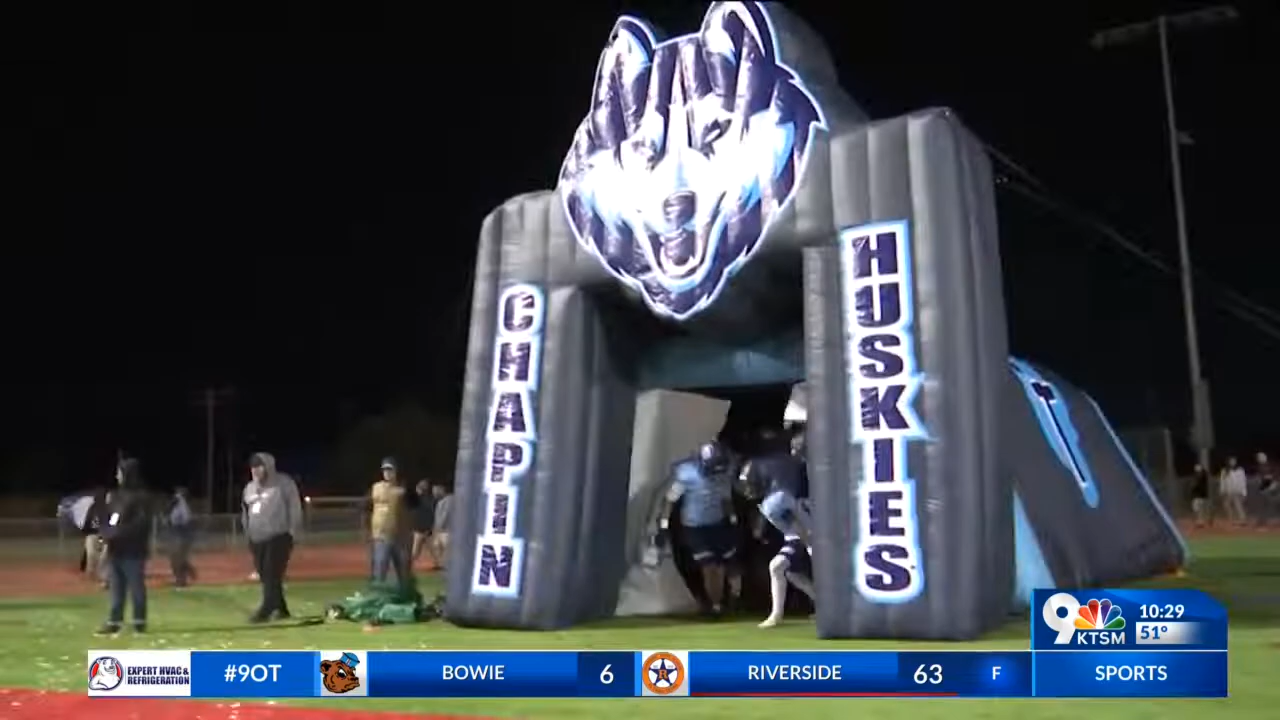 CHAPIN
HUSKIES
9 KTSM
10:29
51°
EXPERT HVAC &
REFRIGERATION
#9OT
BOWIE 6
R
RIVERSIDE 63 F
SPORTS